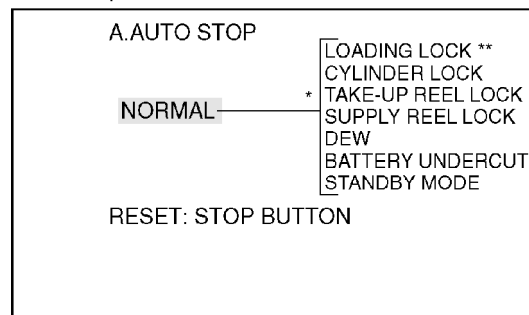 A.AUTO STOP
LOADING LOCK **
CYLINDER LOCK
* TAKE-UP REEL LOCK
NORMAL
SUPPLY REEL LOCK
DEW
BATTERY UNDERCUT
STANDBY MODE
RESET: STOP BUTTON